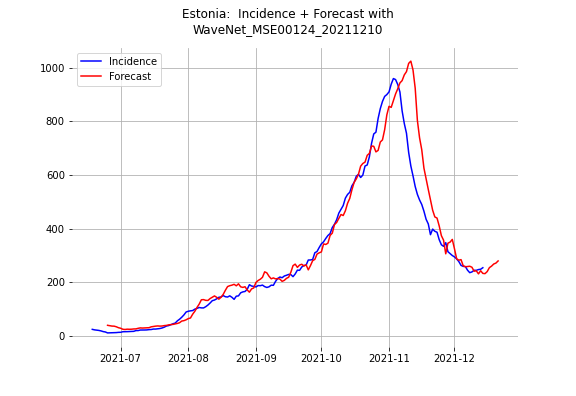 Estonia:  Incidence + Forecast with
WaveNet_MSE00124_20211210
Incidence
Forecast
1000
800
600
400
200
0
2021-07 2021-08 2021-09 2021-10 2021-11 2021-12